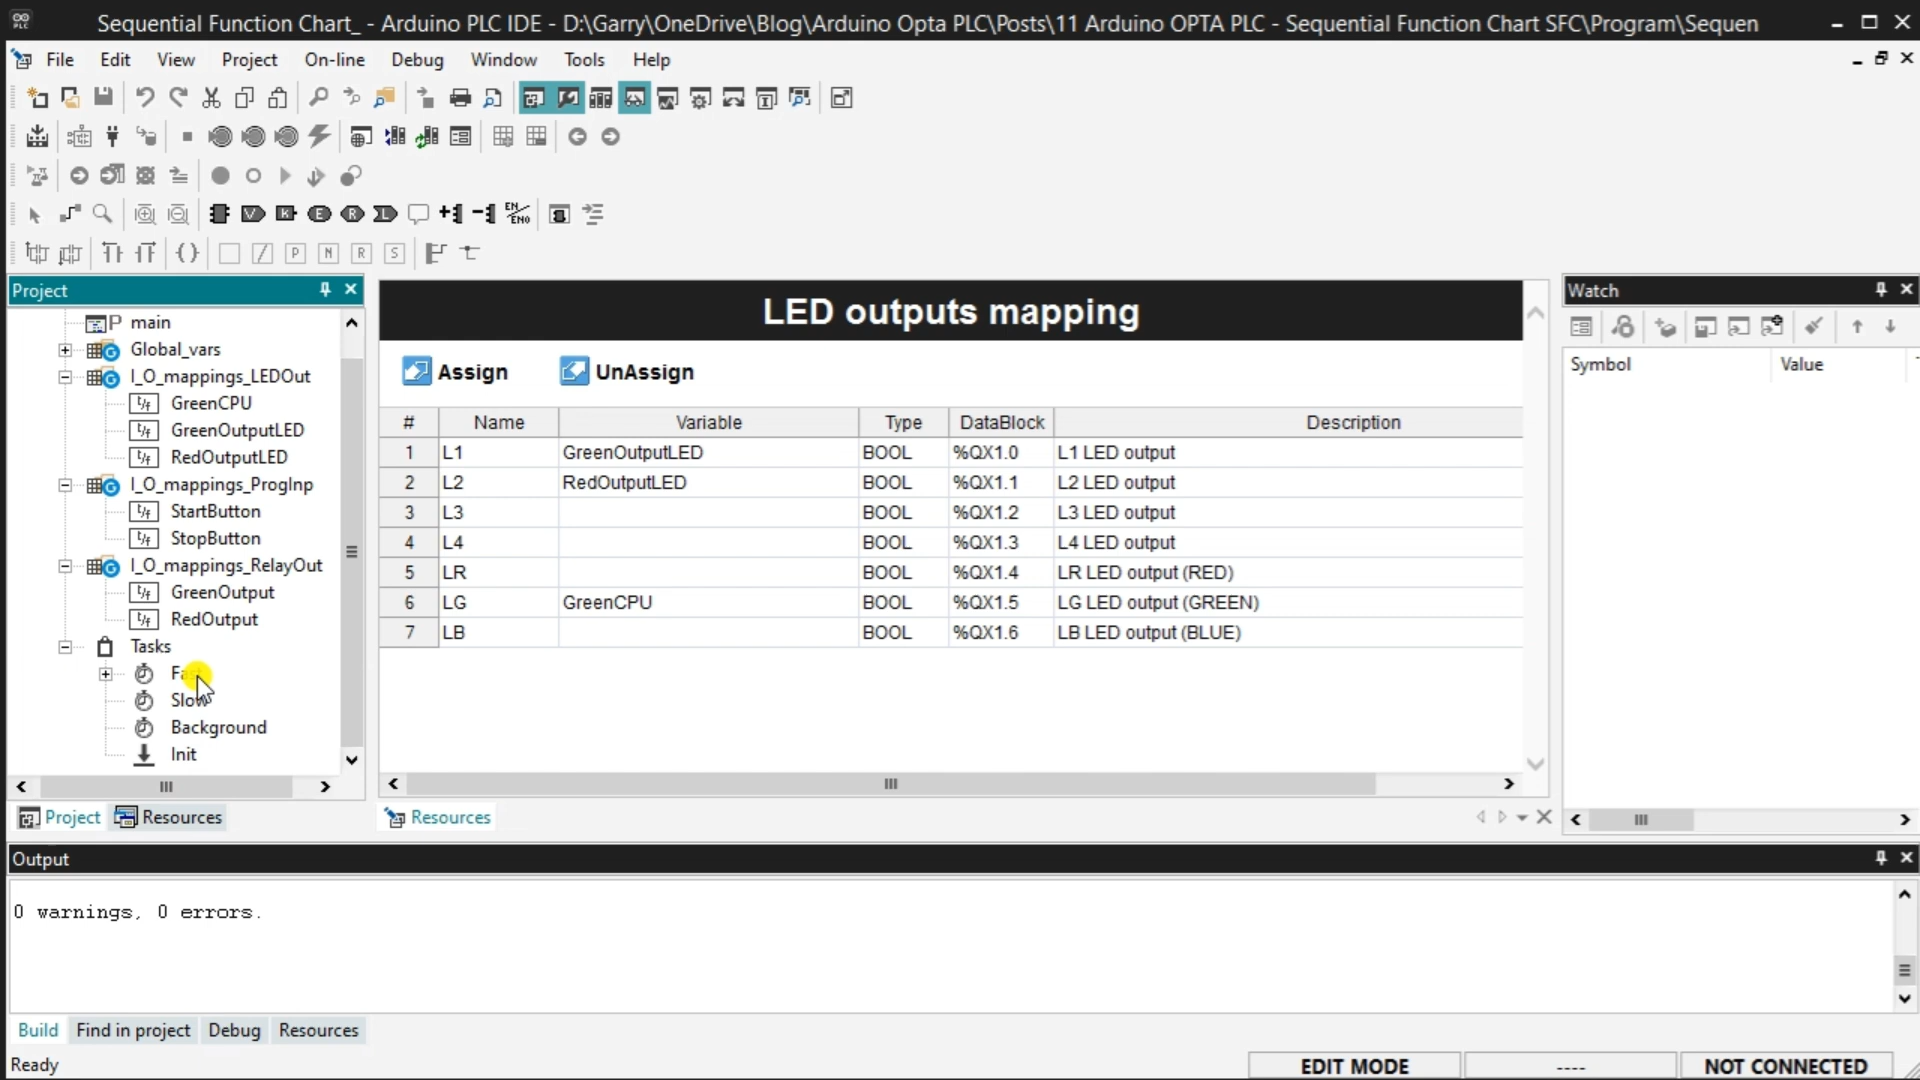 Sequential Function Chart_ - Arduino PLC IDE - D:\Garry\OneDrive\Blog\Arduino Opta PLC\Posts\11 Arduino OPTA PLC - Sequential Function Chart SFC\Program\Sequen
File Edit View Project On-line Debug Window Tools Help
EN/ENO
P N R S
Project
main
Global_vars
I_O_mappings_LEDOut
GreenCPU
GreenOutputLED
RedOutputLED
I_O_mappings_ProgInp
StartButton
StopButton
I_O_mappings_RelayOut
GreenOutput
RedOutput
Tasks
Slow
Background
Init
Project Resources
LED outputs mapping
Assign UnAssign
# Name Variable Type DataBlock Description
1 L1 GreenOutputLED BOOL %QX1.0 L1 LED output
2 L2 RedOutputLED BOOL %QX1.1 L2 LED output
3 L3 BOOL %QX1.2 L3 LED output
4 L4 BOOL %QX1.3 L4 LED output
5 LR BOOL %QX1.4 LR LED output (RED)
6 LG GreenCPU BOOL %QX1.5 LG LED output (GREEN)
7 LB BOOL %QX1.6 LB LED output (BLUE)
Resources
Watch
Symbol Value
Output
0 warnings, 0 errors.
Build Find in project Debug Resources
Ready EDIT MODE ---- NOT CONNECTED